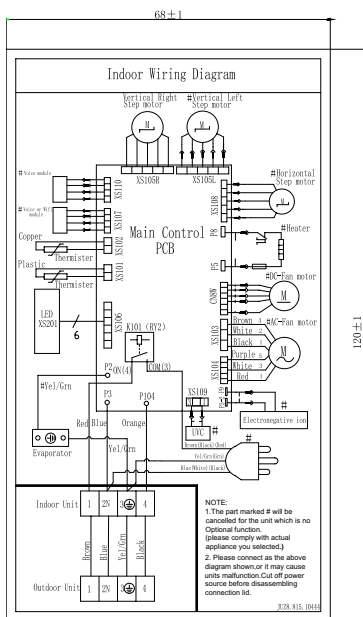 68±1
120±1
Indoor Wiring Diagram
Vertical Right
Step motor
#Vertical Left
Step motor
M
M
XS105R
XS105L
# Voice module
XS110
# Voice or Wifi
module
XS107
Copper
XS102
Thermister
Plastic
XS101
Thermister
LED
XS201
6
XS106
Main Control
PCB
XS108
#Horizontal
Step motor
M
P8
#Heater
P5
#DC-Fan motor
CN8W
M
#AC-Fan motor
XS103
Brown 3
White 2
Black 1
XS104
Purple 5
White 3
Red 1
M
K101 (RY2)
P2
ON(4)
COM(3)
#Yel/Grn
P3
P104
XS109
Red
Blue
Orange
Yel/Grn
Evaporator
UVC
#
#
Electronegative ion
Brown(Black)(Red)
Yel/Grn(Grn)
Blue(White)(Black)
Indoor Unit
1
2N
3
4
Brown
Blue
Yel/Grn
Black
Outdoor Unit
1
2N
3
4
NOTE:
1.The part marked # will be
cancelled for the unit which is no
Optional function.
(please comply with actual
appliance you selected.)
2. Please connect as the above
diagram shown,or it may cause
units malfunction.Cut off power
source before disassembling
connection lid.